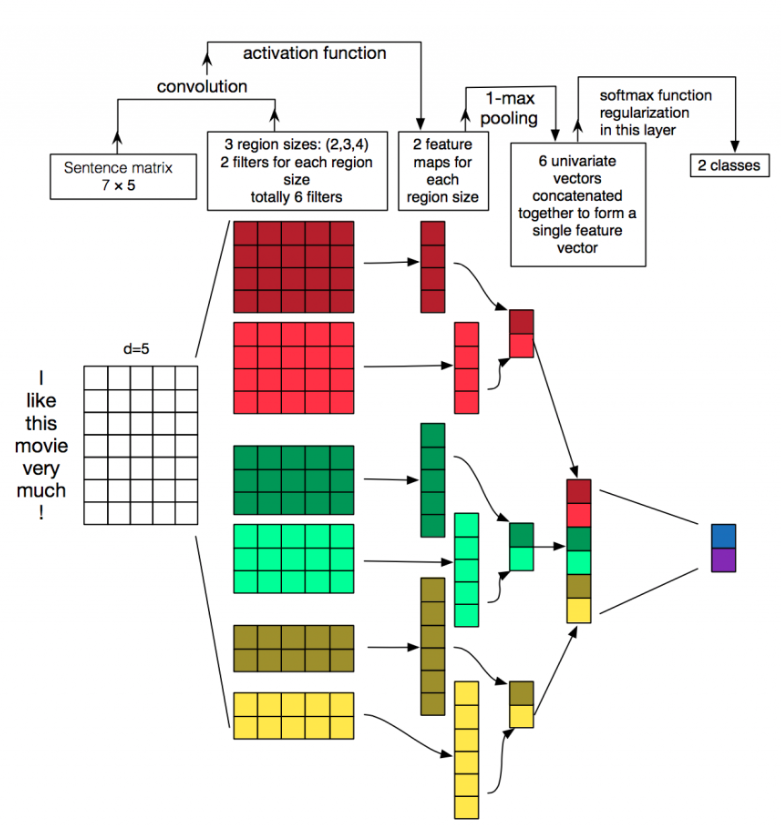 activation function
convolution
1-max
pooling
softmax function
regularization
in this layer
Sentence matrix
7 × 5
3 region sizes: (2,3,4)
2 filters for each region
size
totally 6 filters
2 feature
maps for
each
region size
6 univariate
vectors
concatenated
together to form a
single feature
vector
2 classes
d=5
I
like
this
movie
very
much
!